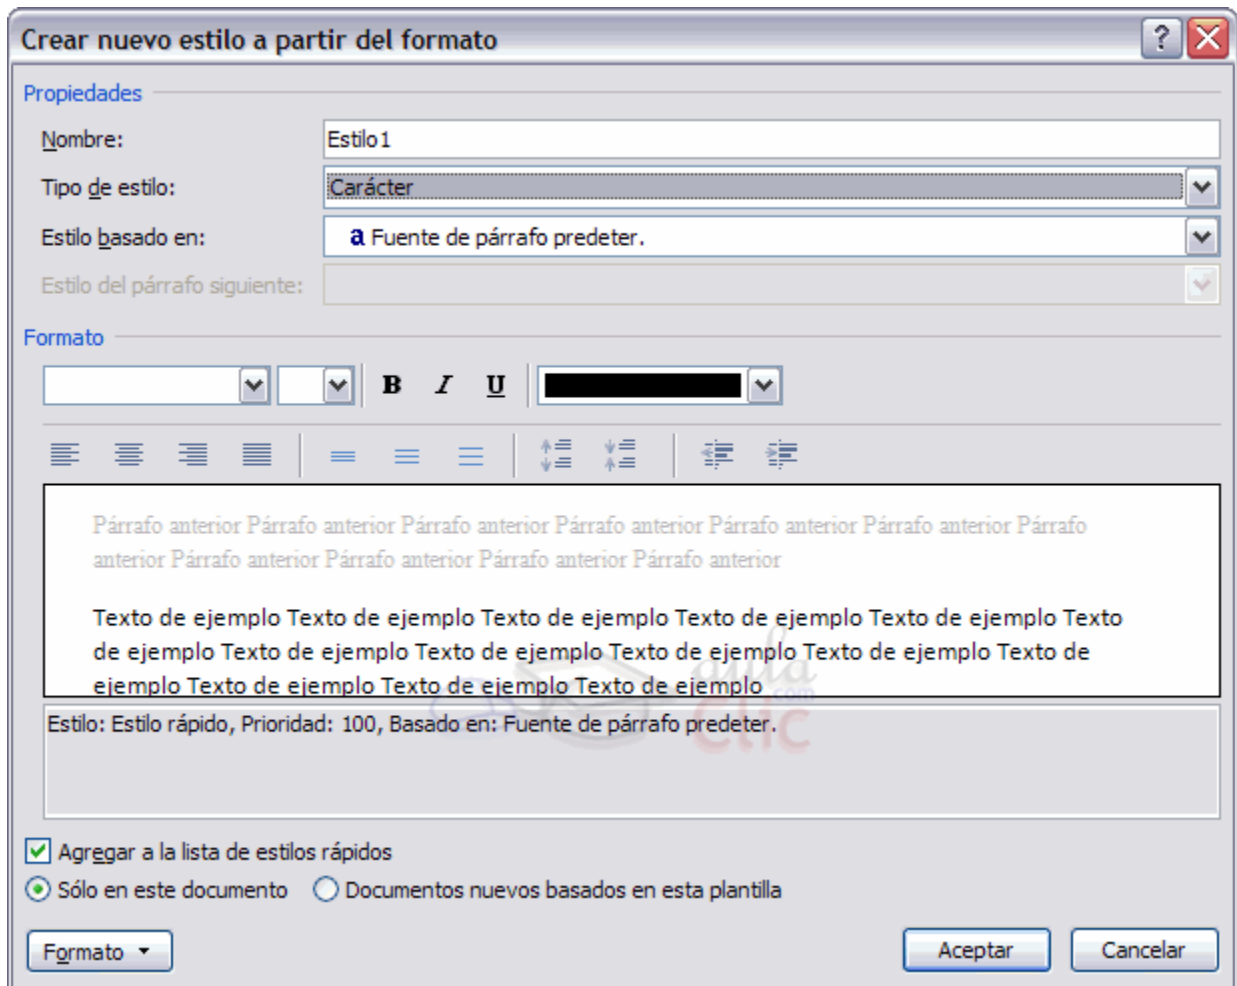 Crear nuevo estilo a partir del formato
Propiedades
Nombre: Estilo1
Tipo de estilo: Carácter
Estilo basado en: a Fuente de párrafo predeter.
Estilo del párrafo siguiente:
Formato
B I U
Párrafo anterior Párrafo anterior Párrafo anterior Párrafo anterior Párrafo anterior Párrafo anterior Párrafo
anterior Párrafo anterior Párrafo anterior Párrafo anterior Párrafo anterior
Texto de ejemplo Texto de ejemplo Texto de ejemplo Texto de ejemplo Texto de ejemplo Texto
de ejemplo Texto de ejemplo Texto de ejemplo Texto de ejemplo Texto de ejemplo Texto de
ejemplo Texto de ejemplo Texto de ejemplo Texto de ejemplo
aula
.com
Clic
Estilo: Estilo rápido, Prioridad: 100, Basado en: Fuente de párrafo predeter.
Agregar a la lista de estilos rápidos
Sólo en este documento Documentos nuevos basados en esta plantilla
Formato Aceptar Cancelar